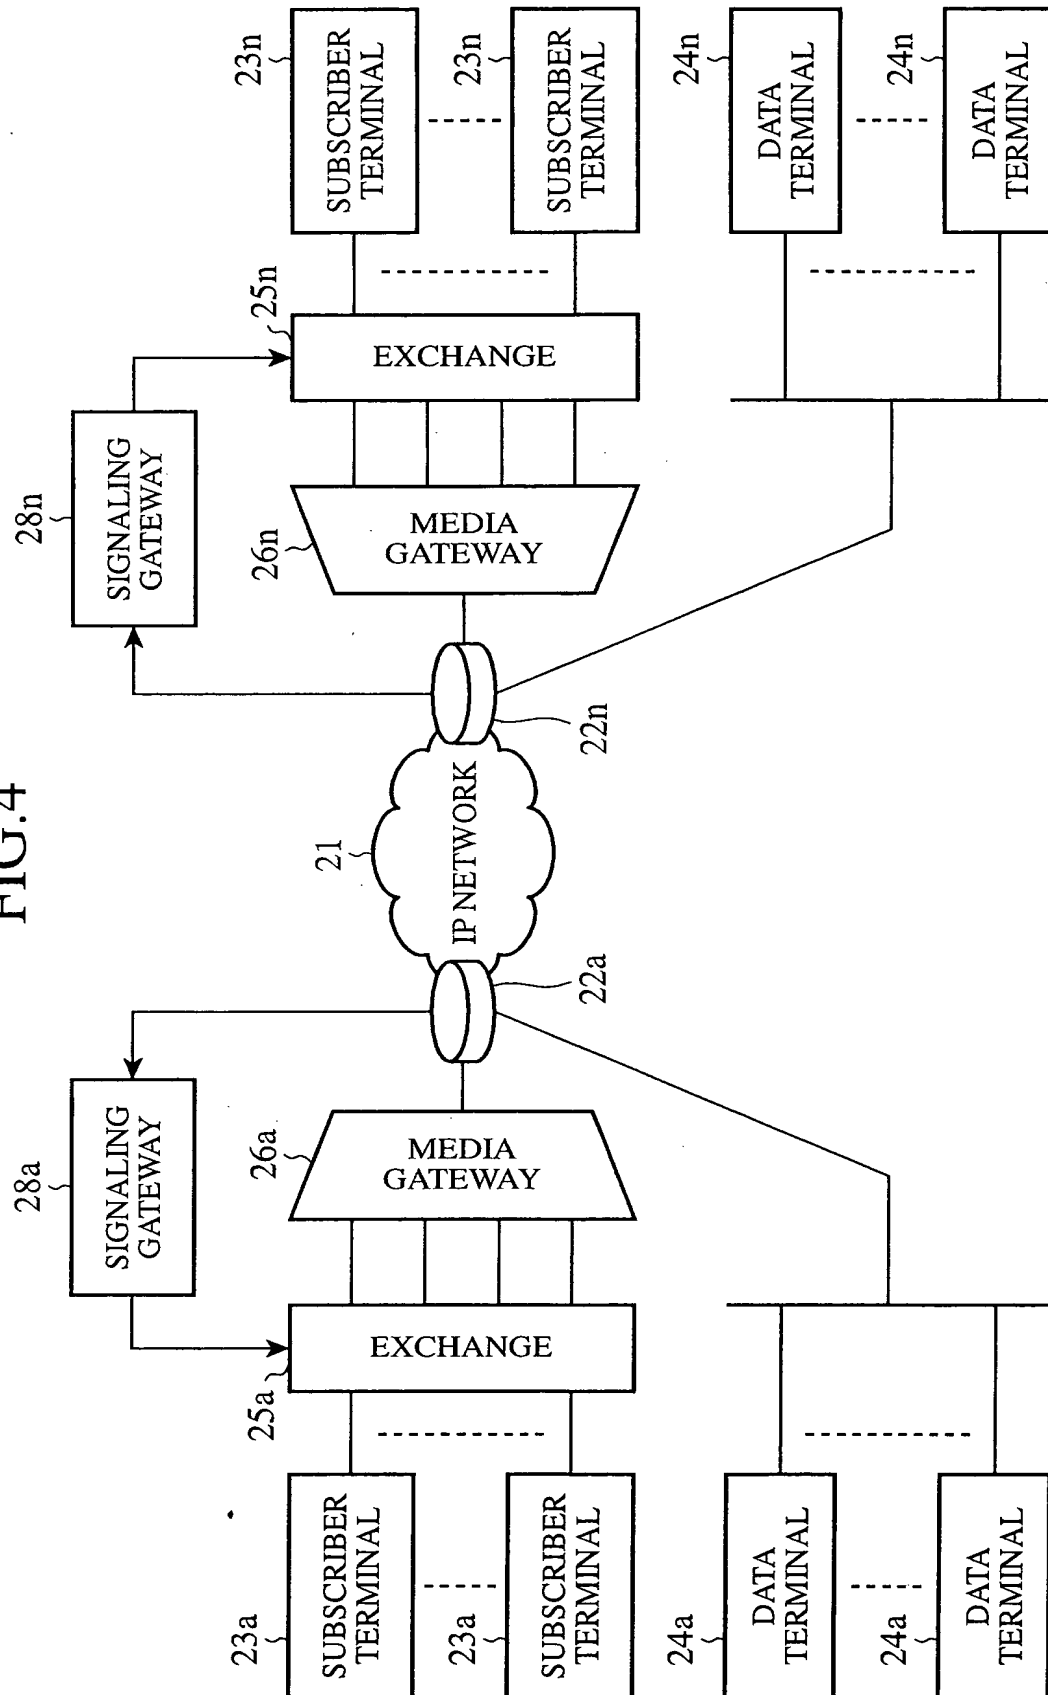 FIG.4
28a
SIGNALING
GATEWAY
28n
SIGNALING
GATEWAY
23a
SUBSCRIBER
TERMINAL
23a
SUBSCRIBER
TERMINAL
25a
EXCHANGE
26a
MEDIA
GATEWAY
22a
21
IP NETWORK
22n
26n
MEDIA
GATEWAY
25n
EXCHANGE
23n
SUBSCRIBER
TERMINAL
23n
SUBSCRIBER
TERMINAL
24a
DATA
TERMINAL
24a
DATA
TERMINAL
24n
DATA
TERMINAL
24n
DATA
TERMINAL